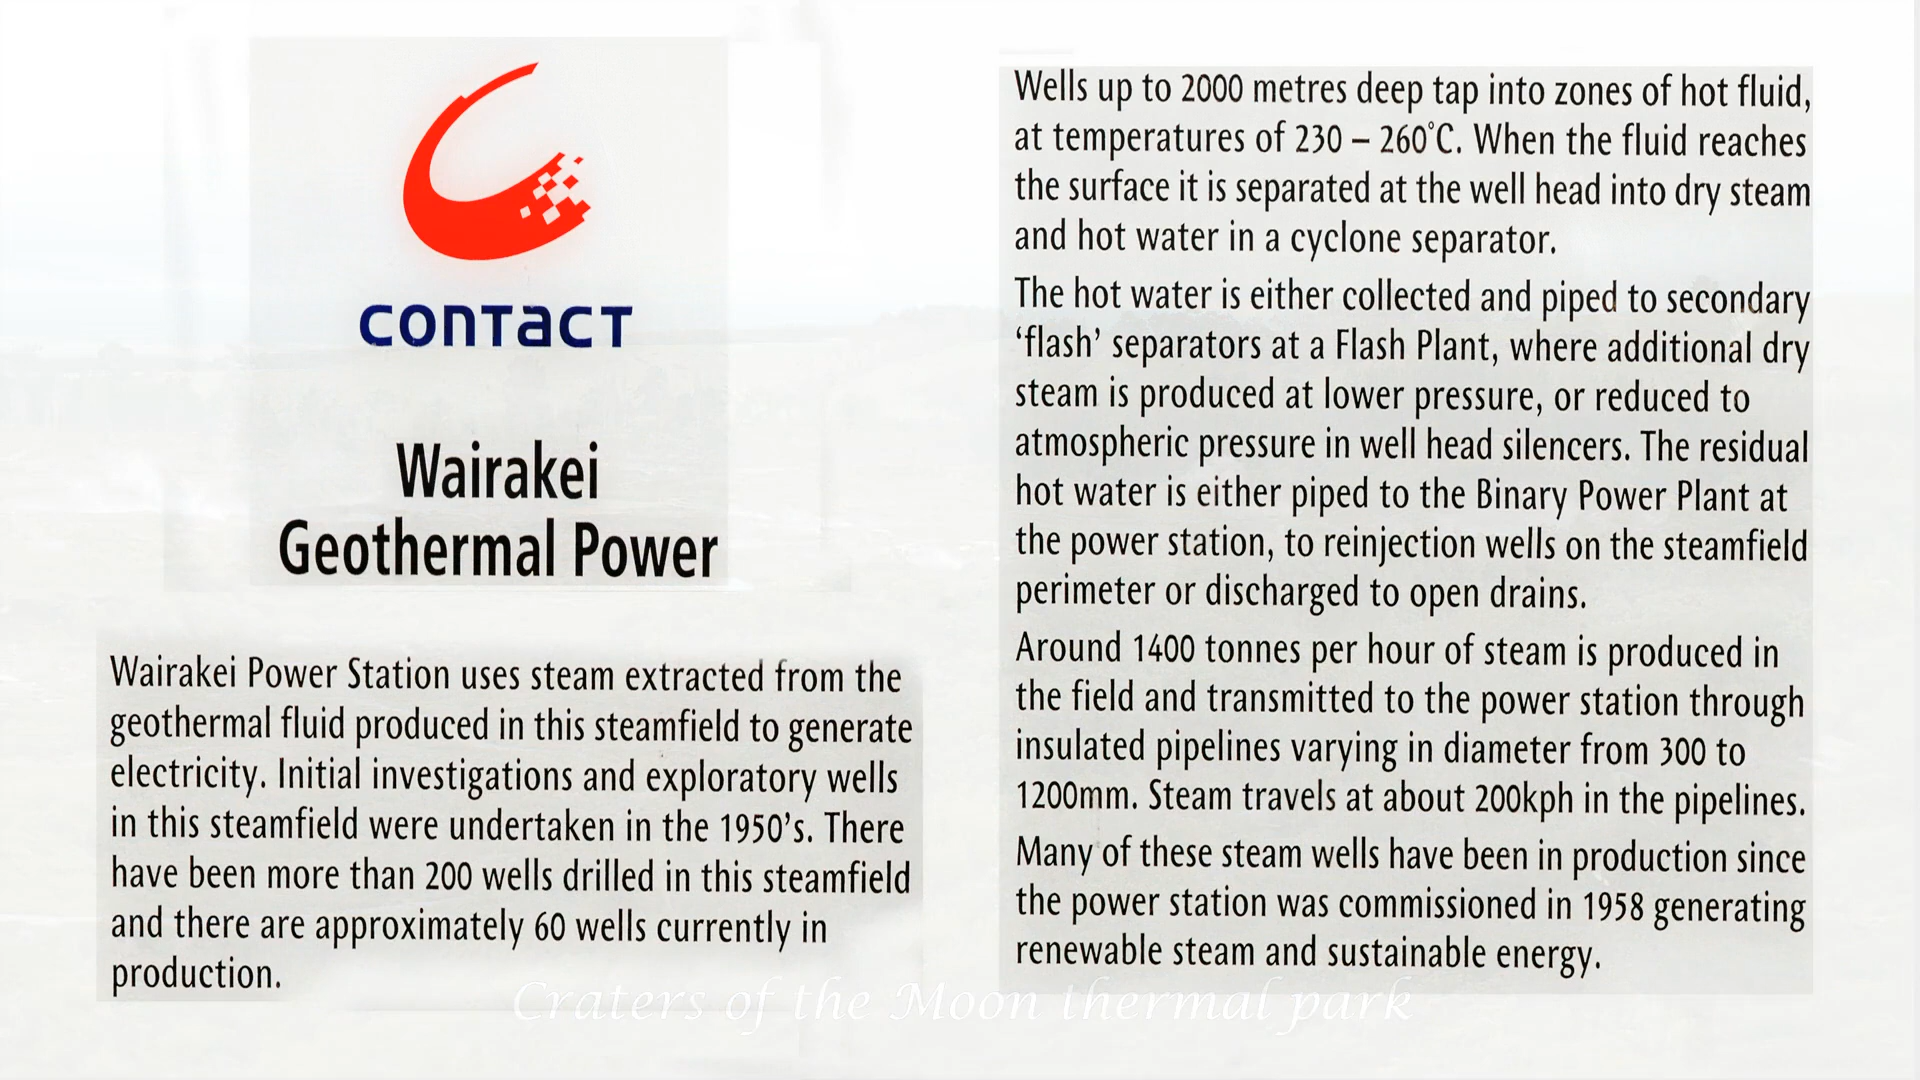 CONTACT
Wairakei
Geothermal Power
Wairakei Power Station uses steam extracted from the
geothermal fluid produced in this steamfield to generate
electricity. Initial investigations and exploratory wells
in this steamfield were undertaken in the 1950’s. There
have been more than 200 wells drilled in this steamfield
and there are approximately 60 wells currently in
production.
Wells up to 2000 metres deep tap into zones of hot fluid,
at temperatures of 230 – 260°C. When the fluid reaches
the surface it is separated at the well head into dry steam
and hot water in a cyclone separator.
The hot water is either collected and piped to secondary
‘flash’ separators at a Flash Plant, where additional dry
steam is produced at lower pressure, or reduced to
atmospheric pressure in well head silencers. The residual
hot water is either piped to the Binary Power Plant at
the power station, to reinjection wells on the steamfield
perimeter or discharged to open drains.
Around 1400 tonnes per hour of steam is produced in
the field and transmitted to the power station through
insulated pipelines varying in diameter from 300 to
1200mm. Steam travels at about 200kph in the pipelines.
Many of these steam wells have been in production since
the power station was commissioned in 1958 generating
renewable steam and sustainable energy.
Craters of the Moon thermal park